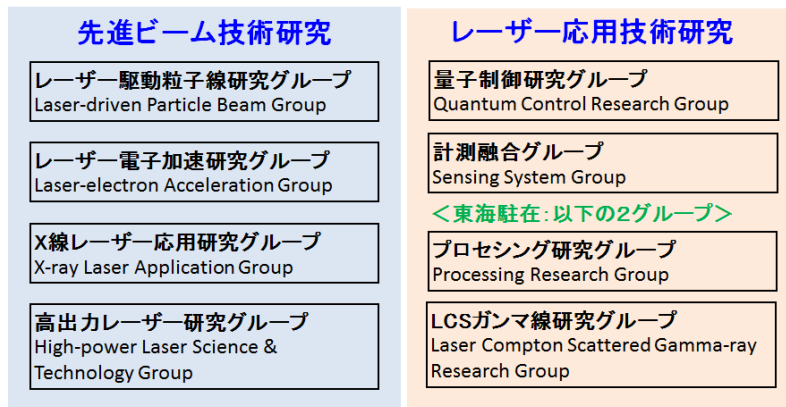 先進ビーム技術研究
レーザー駆動粒子線研究グループ
Laser-driven Particle Beam Group
レーザー電子加速研究グループ
Laser-electron Acceleration Group
X線レーザー応用研究グループ
X-ray Laser Application Group
高出力レーザー研究グループ
High-power Laser Science &
Technology Group
レーザー応用技術研究
量子制御研究グループ
Quantum Control Research Group
計測融合グループ
Sensing System Group
＜東海駐在：以下の２グループ＞
プロセシング研究グループ
Processing Research Group
LCSガンマ線研究グループ
Laser Compton Scattered Gamma-ray
Research Group